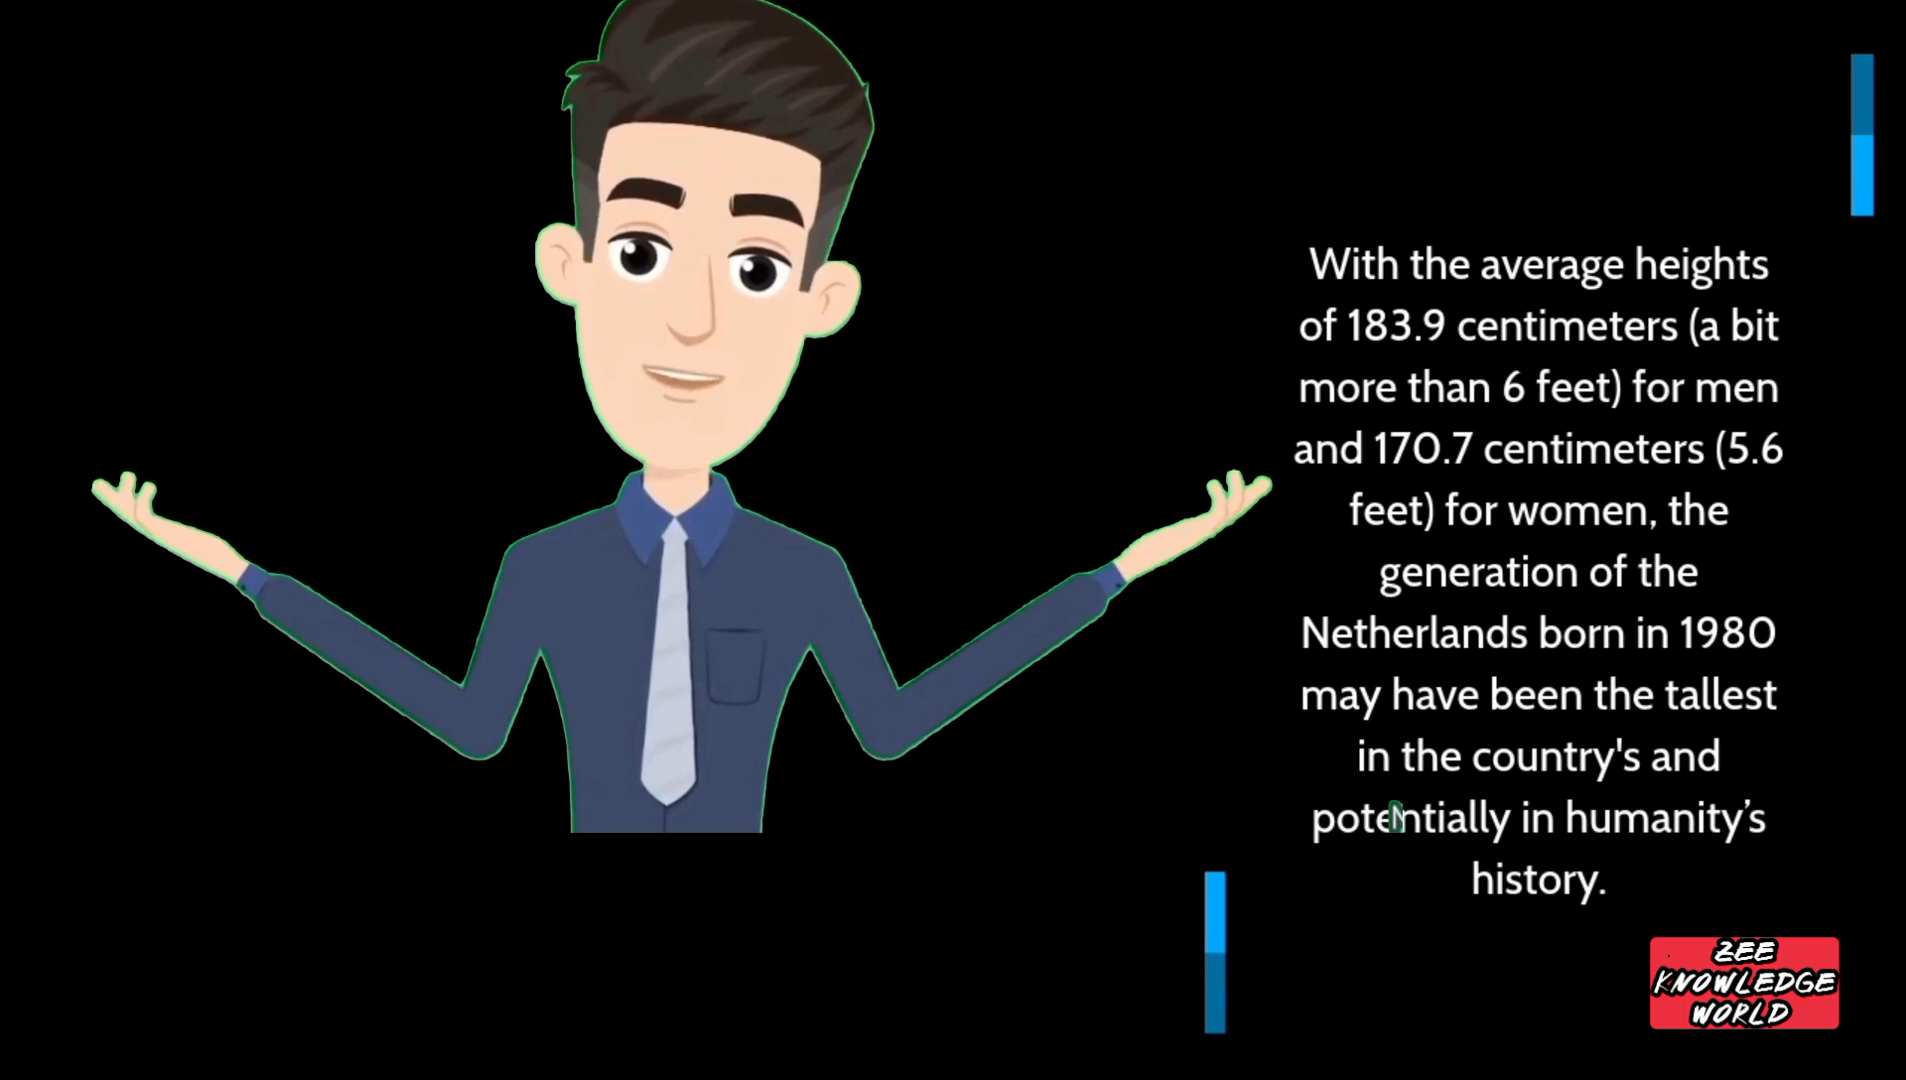 With the average heights
of 183.9 centimeters (a bit
more than 6 feet) for men
and 170.7 centimeters (5.6
feet) for women, the
generation of the
Netherlands born in 1980
may have been the tallest
in the country's and
potentially in humanity’s
history.
ZEE
KNOWLEDGE
WORLD